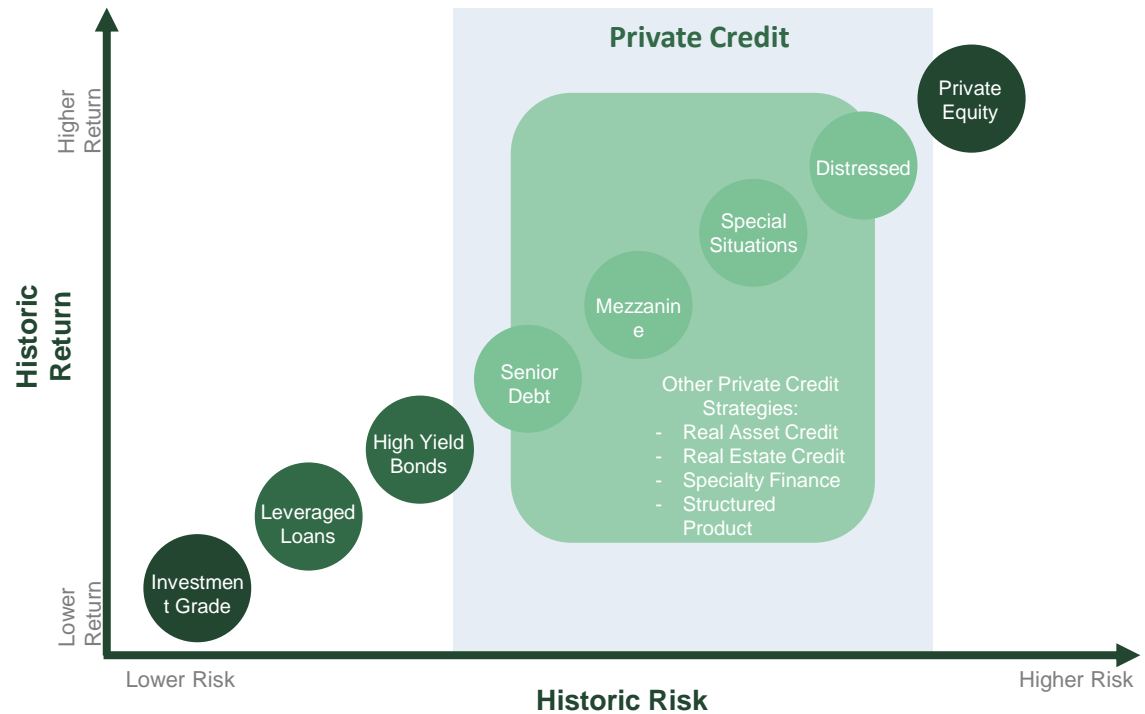 Private Credit
Higher
Return
Private
Equity
Distressed
Special
Situations
Mezzanin
e
Historic
Return
Senior
Debt
Other Private Credit
Strategies:
- Real Asset Credit
- Real Estate Credit
- Specialty Finance
- Structured
Product
High Yield
Bonds
Leveraged
Loans
Investmen
t Grade
Lower
Return
Lower Risk
Historic Risk
Higher Risk